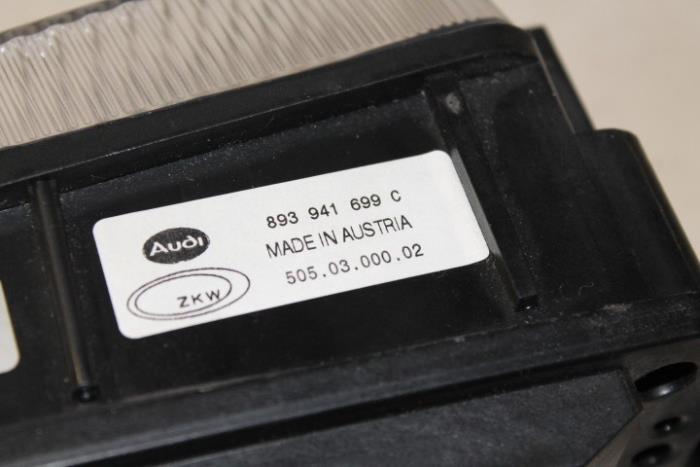 893 941 699 C
Audi
MADE IN AUSTRIA
ZKW
505.03.000.02